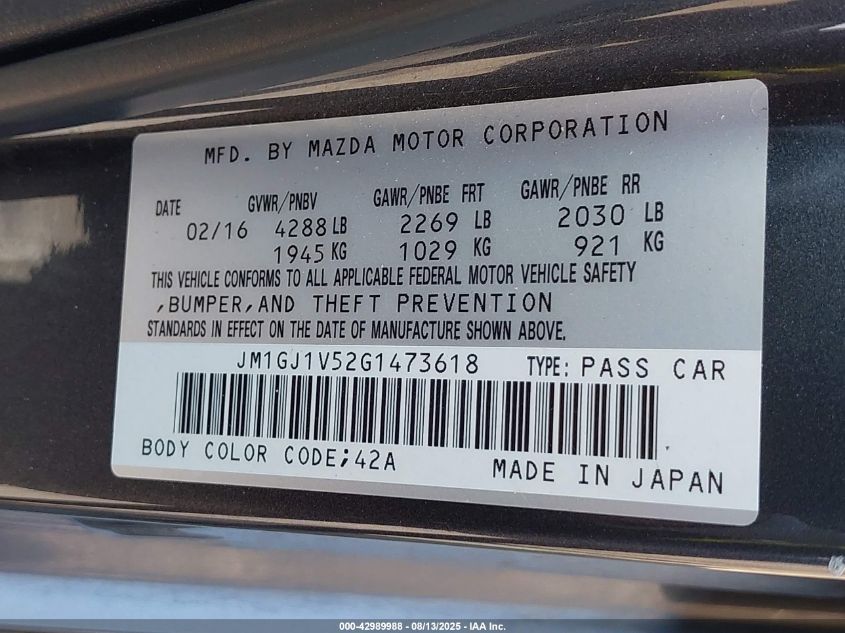 MFD. BY MAZDA MOTOR CORPORATION
DATE GVWR/PNBV GAWR/PNBE FRT GAWR/PNBE RR
02/16 4288 LB 2269 LB 2030 LB
1945 KG 1029 KG 921 KG
THIS VEHICLE CONFORMS TO ALL APPLICABLE FEDERAL MOTOR VEHICLE SAFETY
,BUMPER,AND THEFT PREVENTION
STANDARDS IN EFFECT ON THE DATE OF MANUFACTURE SHOWN ABOVE.
JM1GJ1V52G1473618 TYPE: PASS CAR
BODY COLOR CODE;42A
MADE IN JAPAN
000-42989988 - 08/13/2025 - IAA Inc.